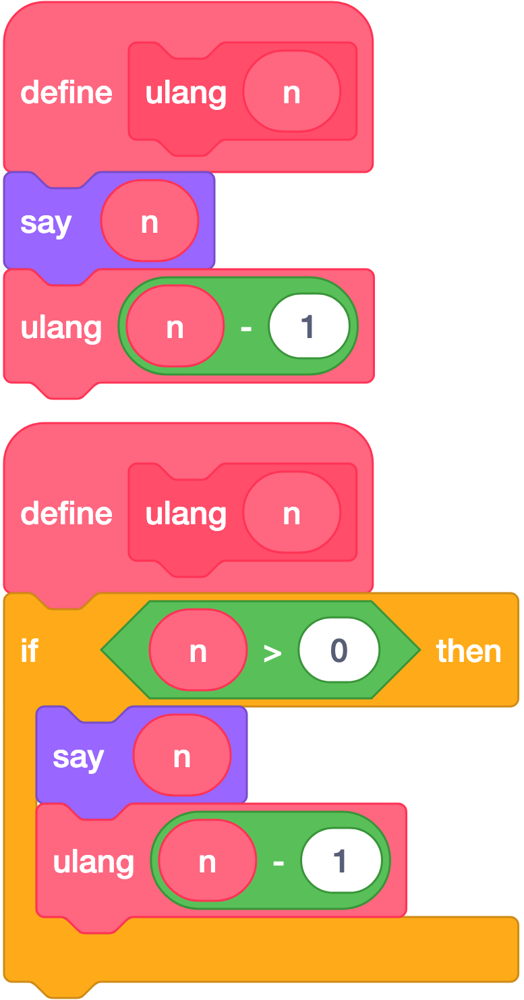 define ulang n
say n
ulang n - 1
define ulang n
if n > 0 then
say n
ulang n - 1